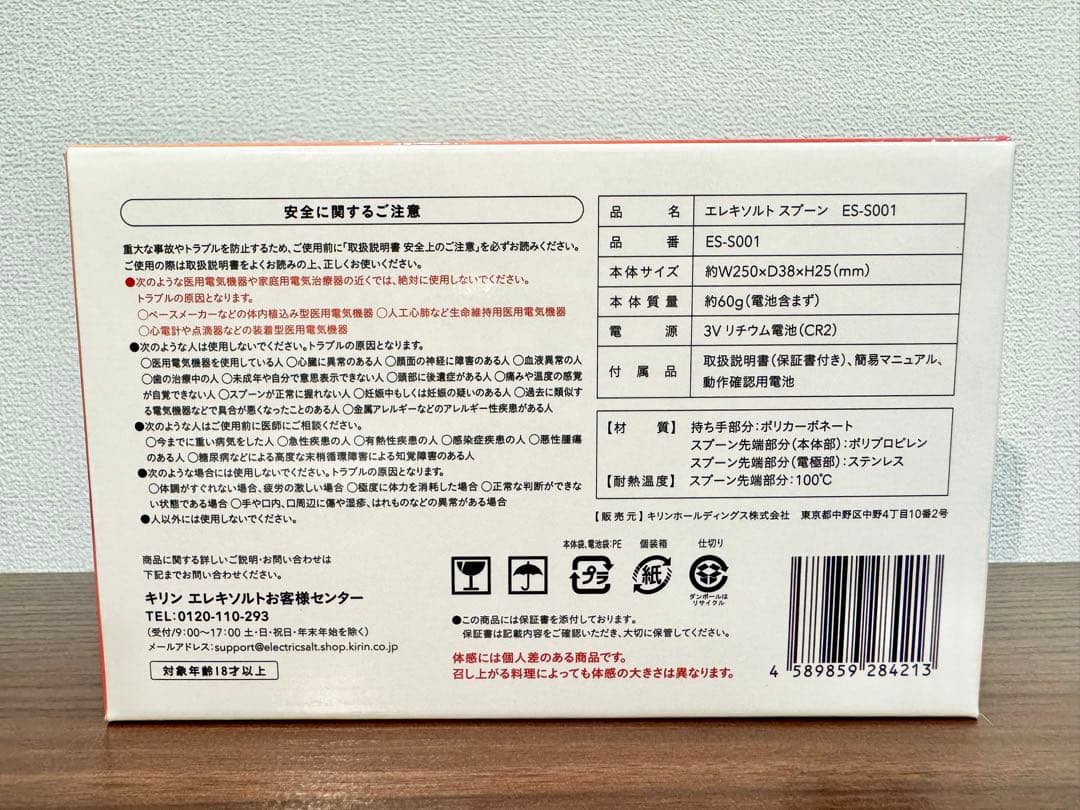 安全に関するご注意
重大な事故やトラブルを防止するため、ご使用前に「取扱説明書 安全上のご注意」を必ずお読みください。
ご使用の際は取扱説明書をよくお読みの上、正しくお使いください。
●次のような医用電気機器や家庭用電気治療器の近くでは、絶対に使用しないでください。
トラブルの原因となります。
○ペースメーカーなどの体内植込み型医用電気機器 ○人工心肺など生命維持用医用電気機器
○心電計や点滴器などの装着型医用電気機器
●次のような人は使用しないでください。トラブルの原因となります。
○医用電気機器を使用している人 ○心臓に異常のある人 ○顔面の神経に障害のある人 ○血液異常の人
○歯の治療中の人 ○未成年や自分で意思表示できない人 ○頭部に後遺症がある人 ○痛みや温度の感覚
が自覚できない人 ○スプーンが正常に握れない人 ○妊娠中もしくは妊娠の疑いのある人 ○過去に類似す
る電気機器などで具合が悪くなったことのある人 ○金属アレルギーなどのアレルギー性疾患がある人
●次のような人はご使用前に医師にご相談ください。
○今までに重い病気をした人 ○急性疾患の人 ○有熱性疾患の人 ○感染症疾患の人 ○悪性腫瘍
のある人 ○糖尿病などによる高度な末梢循環障害による知覚障害のある人
●次のような場合には使用しないでください。トラブルの原因となります。
○体調がすぐれない場合、疲労の激しい場合 ○極度に体力を消耗した場合 ○正常な判断ができな
い状態である場合 ○手や口内、口周辺に傷や湿疹、はれものなどの異常がある場合
●人以外には使用しないでください。
商品に関する詳しいご説明・お問い合わせは
下記までお問い合わせください。
キリン エレキソルトお客様センター
TEL:0120-110-293
(受付/9:00〜17:00 土・日・祝日・年末年始を除く)
メールアドレス:support@electricsalt.shop.kirin.co.jp
対象年齢18才以上
品名 エレキソルト スプーン ES-S001
品番 ES-S001
本体サイズ 約W250×D38×H25(mm)
本体質量 約60g(電池含まず)
電源 3V リチウム電池(CR2)
付属品 取扱説明書(保証書付き)、簡易マニュアル、
動作確認用電池
【材質】 持ち手部分:ポリカーボネート
スプーン先端部分(本体部):ポリプロピレン
スプーン先端部分(電極部):ステンレス
【耐熱温度】 スプーン先端部分:100℃
【販売元】キリンホールディングス株式会社 東京都中野区中野4丁目10番2号
本体袋、電池袋:PE 個装箱 仕切り
プラ 紙
ダンボールは
リサイクル
●この商品には保証書を添付しております。
保証書は記載内容をご確認いただき、大切に保管してください。
体感には個人差のある商品です。
召し上がる料理によっても体感の大きさは異なります。
4 589859 284213